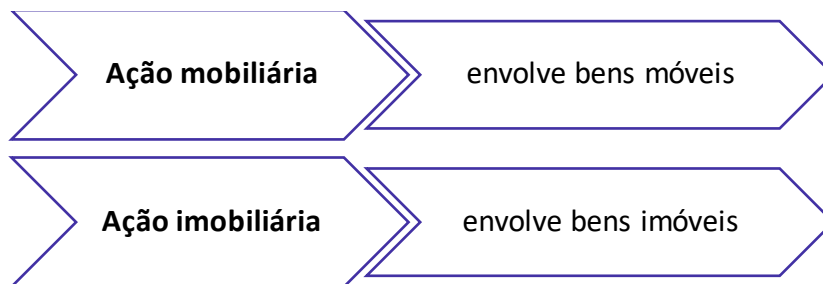 Ação mobiliária
envolve bens móveis
Ação imobiliária
envolve bens imóveis